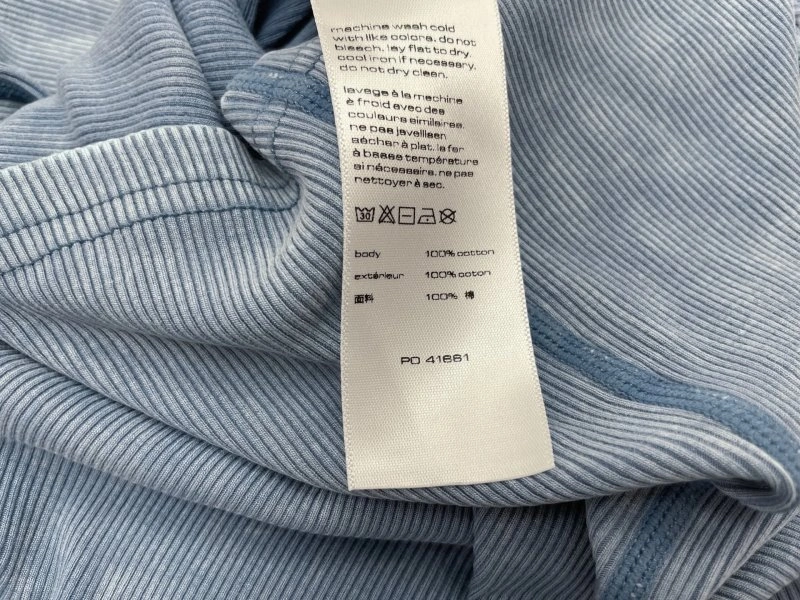 machine wash cold
with like colors. do not
bleach. lay flat to dry.
cool iron if necessary.
do not dry clean.
lavage à la machine
à froid avec des
couleurs similaires.
ne pas javelliser.
sécher à plat. le fer
à basse température
si nécessaire. ne pas
nettoyer à sec.
30
body 100% cotton
extérieur 100% coton
面料 100% 棉
PO 41661